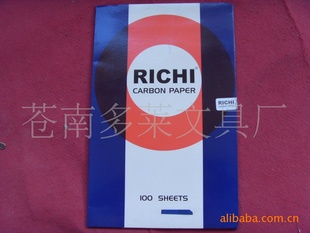 RICHI
CARBON PAPER
RICHI
苍南多莱文具厂
100 SHEETS
alibaba.com.cn